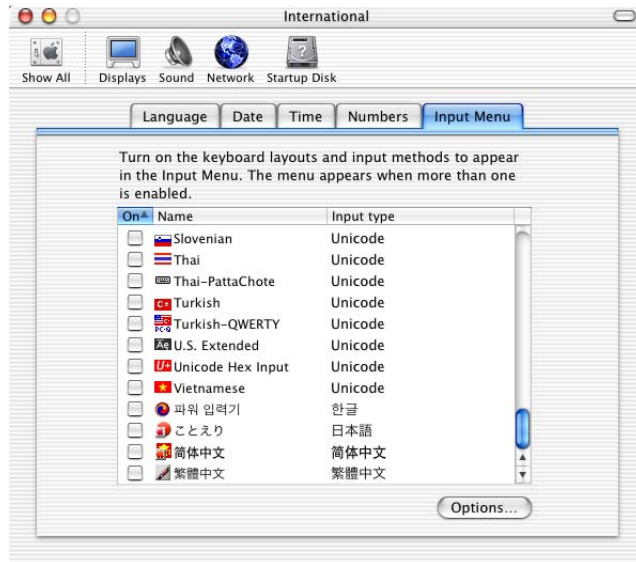 International
Show All Displays Sound Network Startup Disk
Language Date Time Numbers Input Menu
Turn on the keyboard layouts and input methods to appear
in the Input Menu. The menu appears when more than one
is enabled.
On Name Input type
Slovenian Unicode
Thai Unicode
Thai-PattaChote Unicode
Turkish Unicode
Turkish-QWERTY Unicode
U.S. Extended Unicode
Unicode Hex Input Unicode
Vietnamese Unicode
파워 입력기 한글
ことえり 日本語
简体中文 简体中文
繁體中文 繁體中文
Options...